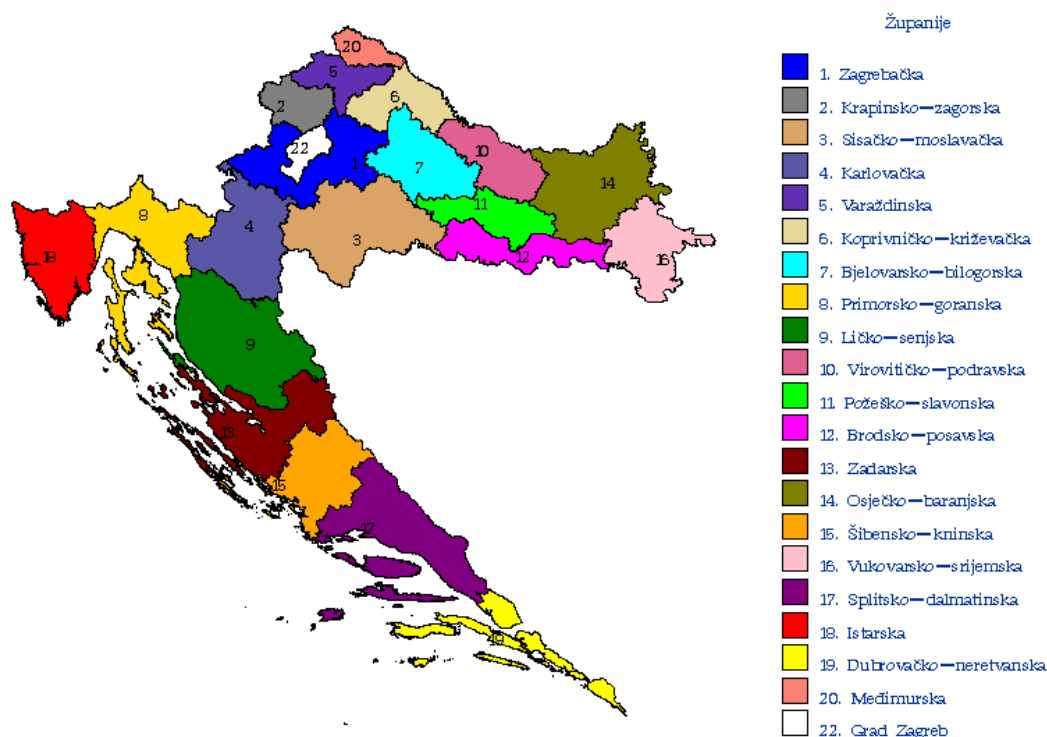 Županije
1. Zagrebačka
2. Krapinsko—zagorska
3. Sisačko—moslavačka
4. Karlovačka
5. Varaždinska
6. Koprivničko—križevačka
7. Bjelovarsko—bilogorska
8. Primorsko—goranska
9. Ličko—senjska
10. Virovitičko—podravska
11. Požeško—slavonska
12. Brodsko—posavska
13. Zadarska
14. Osječko—baranjska
15. Šibensko—kninska
16. Vukovarsko—srijemska
17. Splitsko—dalmatinska
18. Istarska
19. Dubrovačko—neretvanska
20. Međimurska
22. Grad Zagreb
20
5
2
6
22
1
10
7
14
11
8
4
3
12
16
18
9
13
15
17
19